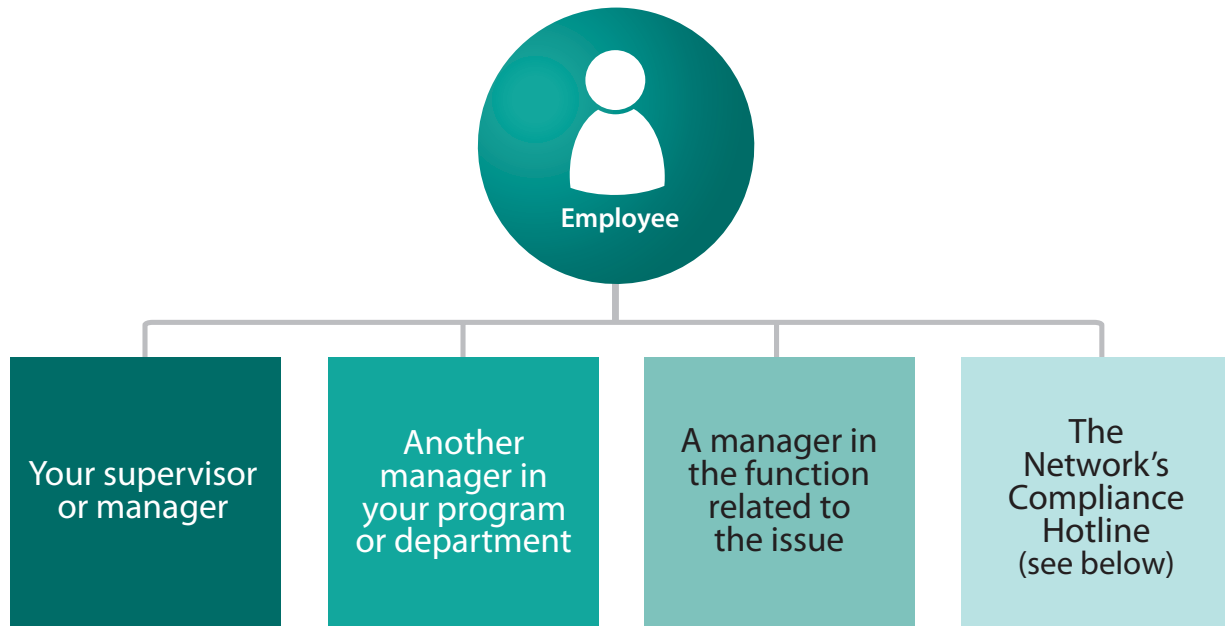 Employee
Your supervisor
or manager
Another
manager in
your program
or department
A manager in
the function
related to
the issue
The
Network’s
Compliance
Hotline
(see below)